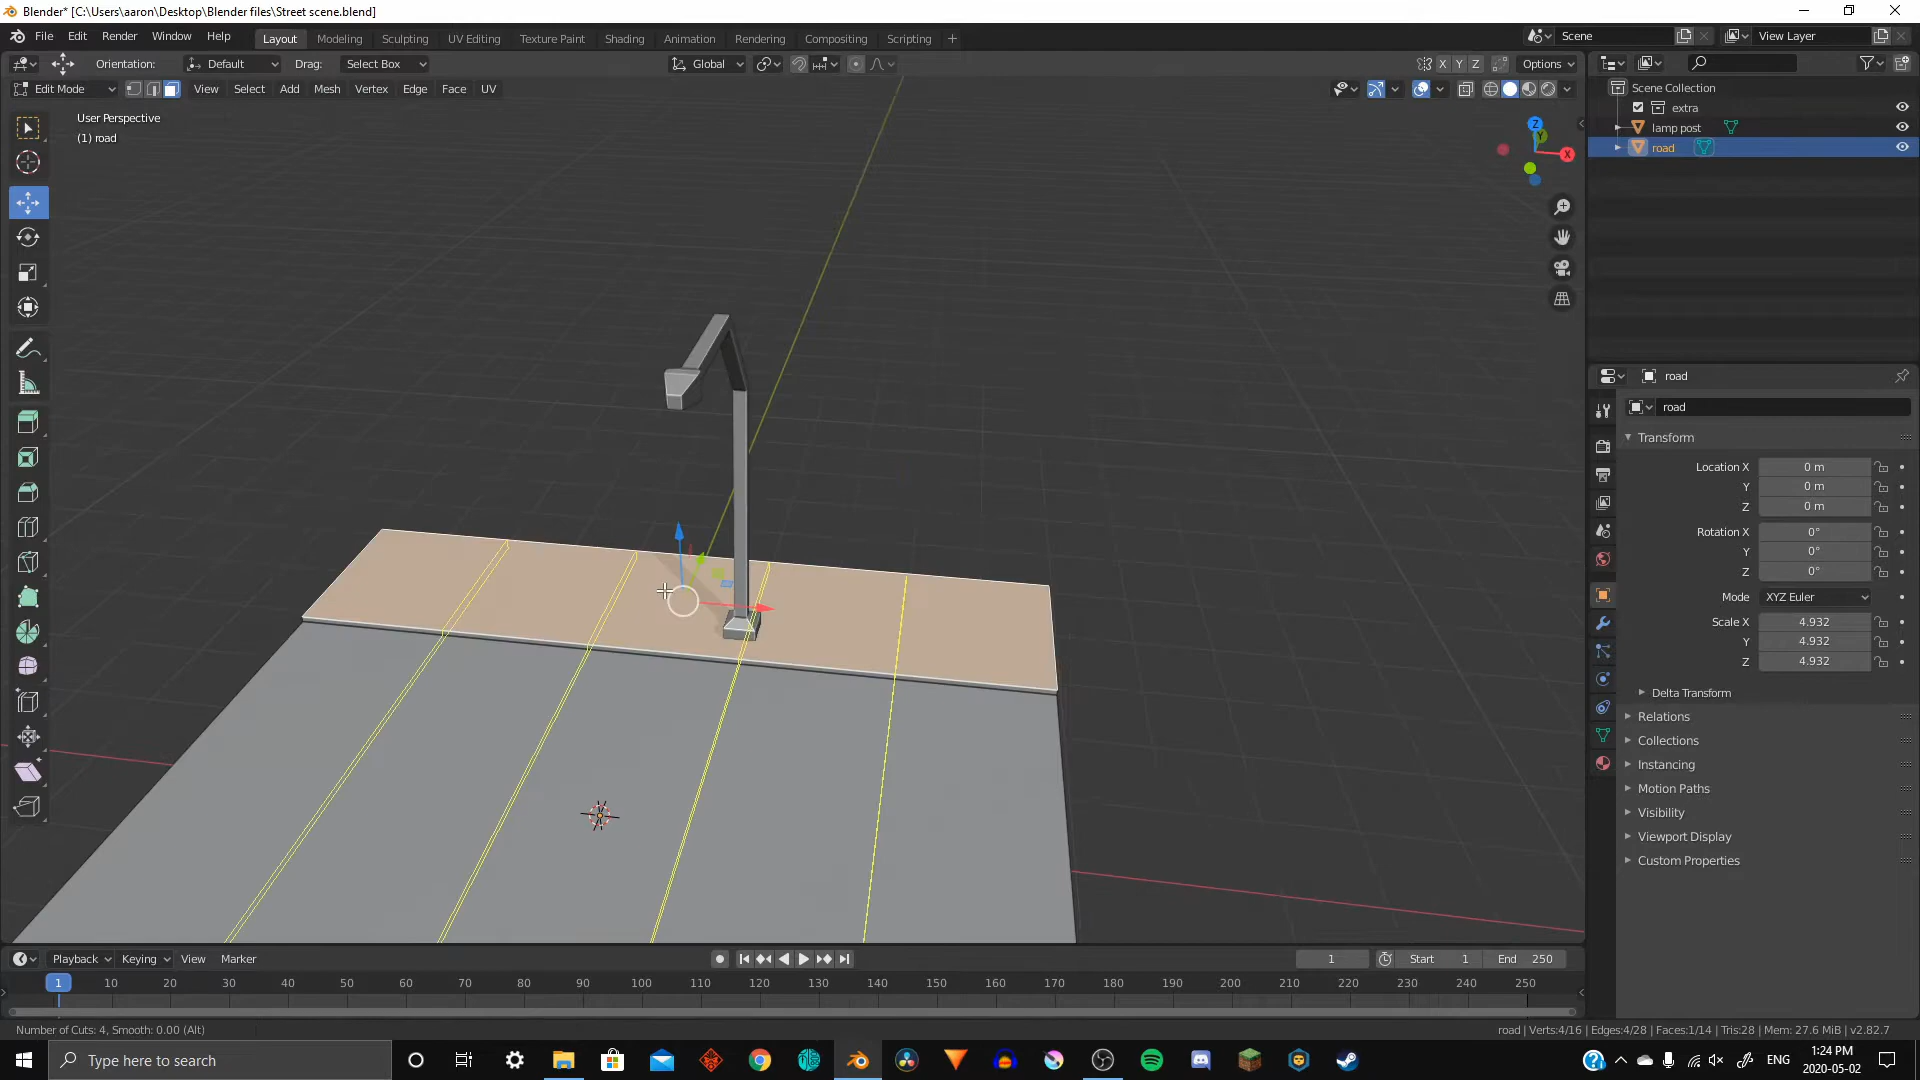 Blender* [C:\Users\aaron\Desktop\Blender files\Street scene.blend]
File Edit Render Window Help Layout Modeling Sculpting UV Editing Texture Paint Shading Animation Rendering Compositing Scripting + Scene View Layer
Orientation: Default Drag: Select Box Global X Y Z Options
Edit Mode View Select Add Mesh Vertex Edge Face UV
Scene Collection
extra
lamp post
road
User Perspective
(1) road
Z
Y
X
road
road
Transform
Location X 0 m
Y 0 m
Z 0 m
Rotation X 0°
Y 0°
Z 0°
Mode XYZ Euler
Scale X 4.932
Y 4.932
Z 4.932
Delta Transform
Relations
Collections
Instancing
Motion Paths
Visibility
Viewport Display
Custom Properties
Playback Keying View Marker 1 Start 1 End 250
1 10 20 30 40 50 60 70 80 90 100 110 120 130 140 150 160 170 180 190 200 210 220 230 240 250
Number of Cuts: 4, Smooth: 0.00 (Alt)
road | Verts:4/16 | Edges:4/28 | Faces:1/14 | Tris:28 | Mem: 27.6 MiB | v2.82.7
Type here to search
ENG
1:24 PM
2020-05-02